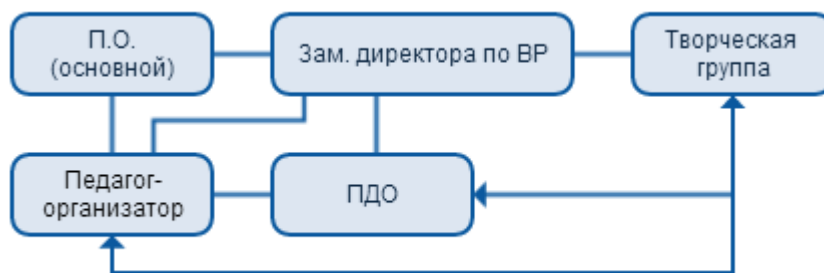 П.О.
(основной)
Зам. директора по ВР
Творческая
группа
Педагог-
организатор
ПДО